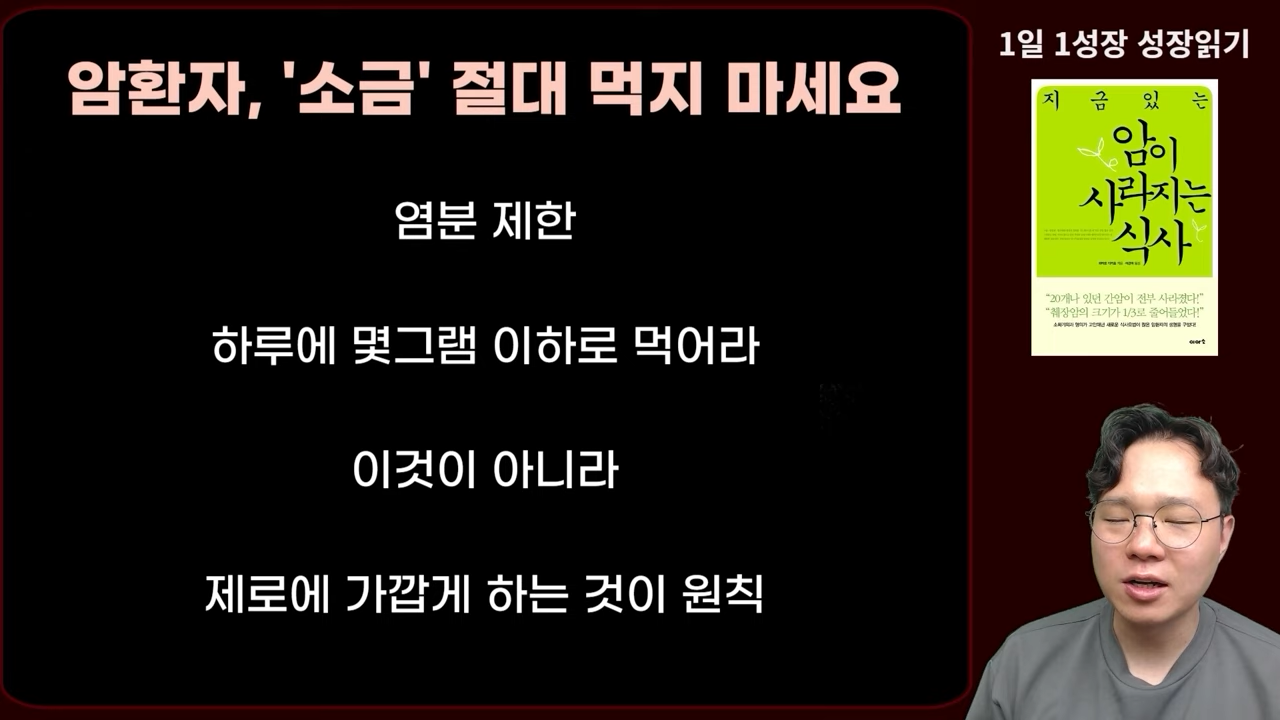 암환자, '소금' 절대 먹지 마세요
염분 제한
하루에 몇그램 이하로 먹어라
이것이 아니라
제로에 가깝게 하는 것이 원칙
1일 1성장 성장읽기
지금 있는
암이
사라지는
식사
“20개나 있던 간암이 전부 사라졌다!”
“췌장암의 크기가 1/3로 줄어들었다!”